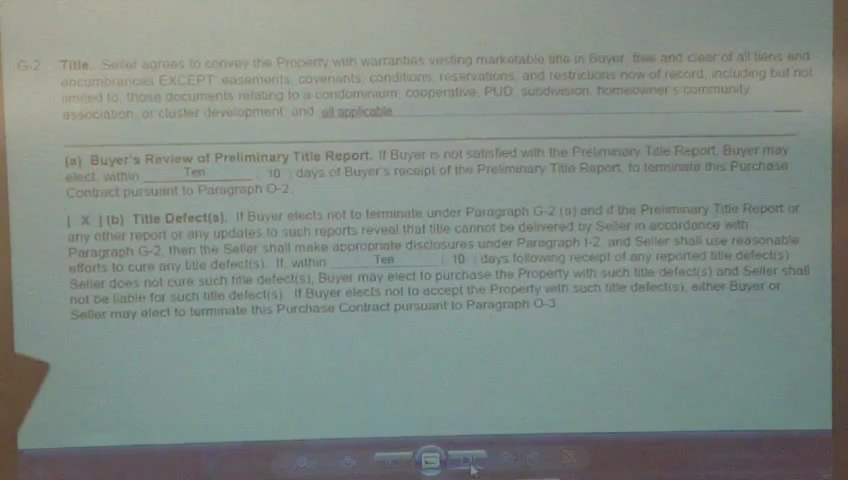 G-2 Title. Seller agrees to convey the Property with warranties vesting marketable title in Buyer, free and clear of all liens and
encumbrances EXCEPT: easements, covenants, conditions, reservations, and restrictions now of record, including but not
limited to, those documents relating to a condominium, cooperative, PUD, subdivision, homeowner's community
association, or cluster development; and all applicable
(a) Buyer's Review of Preliminary Title Report. If Buyer is not satisfied with the Preliminary Title Report, Buyer may
elect, within Ten ( 10 ) days of Buyer's receipt of the Preliminary Title Report, to terminate this Purchase
Contract pursuant to Paragraph O-2.
[ X ] (b) Title Defect(s). If Buyer elects not to terminate under Paragraph G-2 (a) and if the Preliminary Title Report or
any other report or any updates to such reports reveal that title cannot be delivered by Seller in accordance with
Paragraph G-2, then the Seller shall make appropriate disclosures under Paragraph I-2, and Seller shall use reasonable
efforts to cure any title defect(s). If, within Ten ( 10 ) days following receipt of any reported title defect(s)
Seller does not cure such title defect(s), Buyer may elect to purchase the Property with such title defect(s) and Seller shall
not be liable for such title defect(s). If Buyer elects not to accept the Property with such title defect(s), either Buyer or
Seller may elect to terminate this Purchase Contract pursuant to Paragraph O-3.